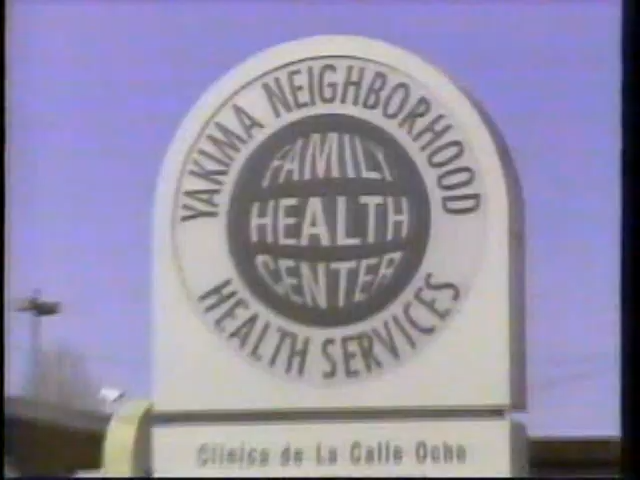 YAKIMA NEIGHBORHOOD
FAMILY
HEALTH
CENTER
HEALTH SERVICES
Clinica de La Calle Ocho